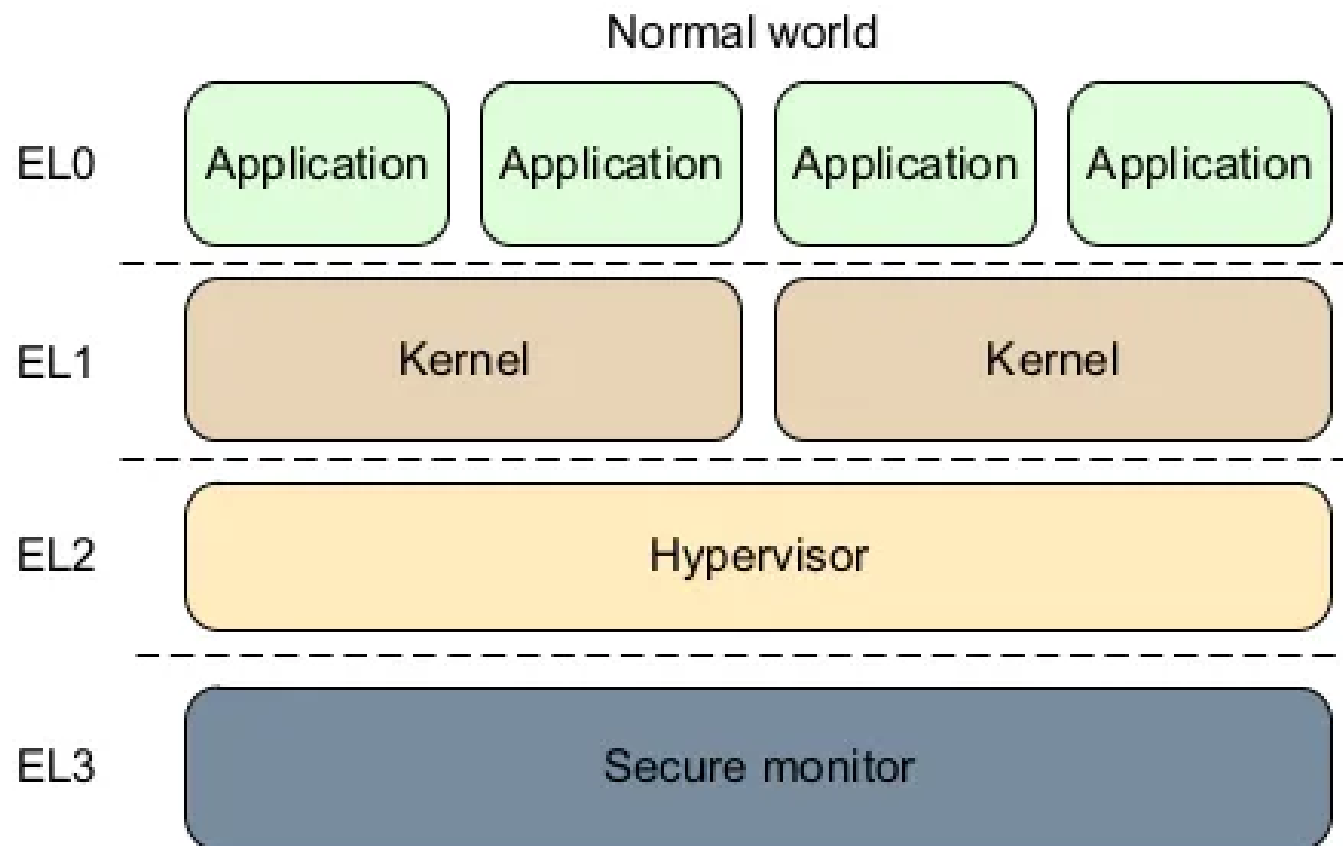 Normal world
EL0 Application Application Application Application
EL1 Kernel Kernel
EL2 Hypervisor
EL3 Secure monitor